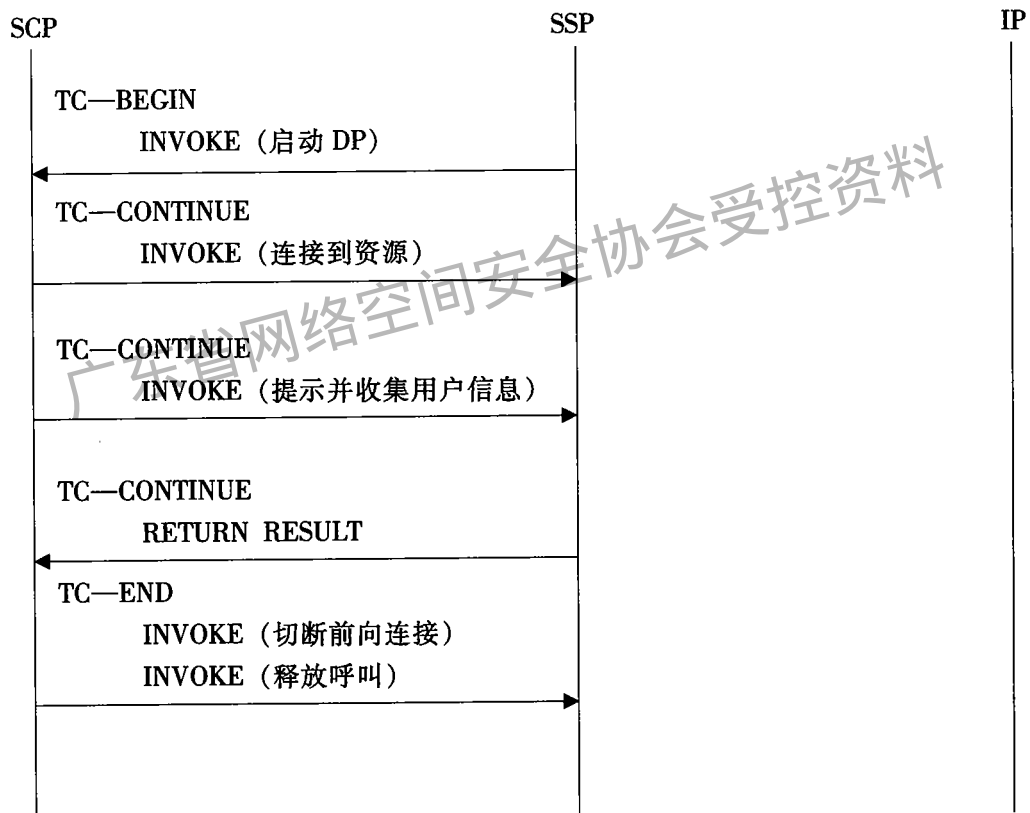 SCP SSP IP
TC—BEGIN
INVOKE (启动 DP)
TC—CONTINUE
INVOKE (连接到资源)
TC—CONTINUE
INVOKE (提示并收集用户信息)
TC—CONTINUE
RETURN RESULT
TC—END
INVOKE (切断前向连接)
INVOKE (释放呼叫)
广东省网络空间安全协会受控资料